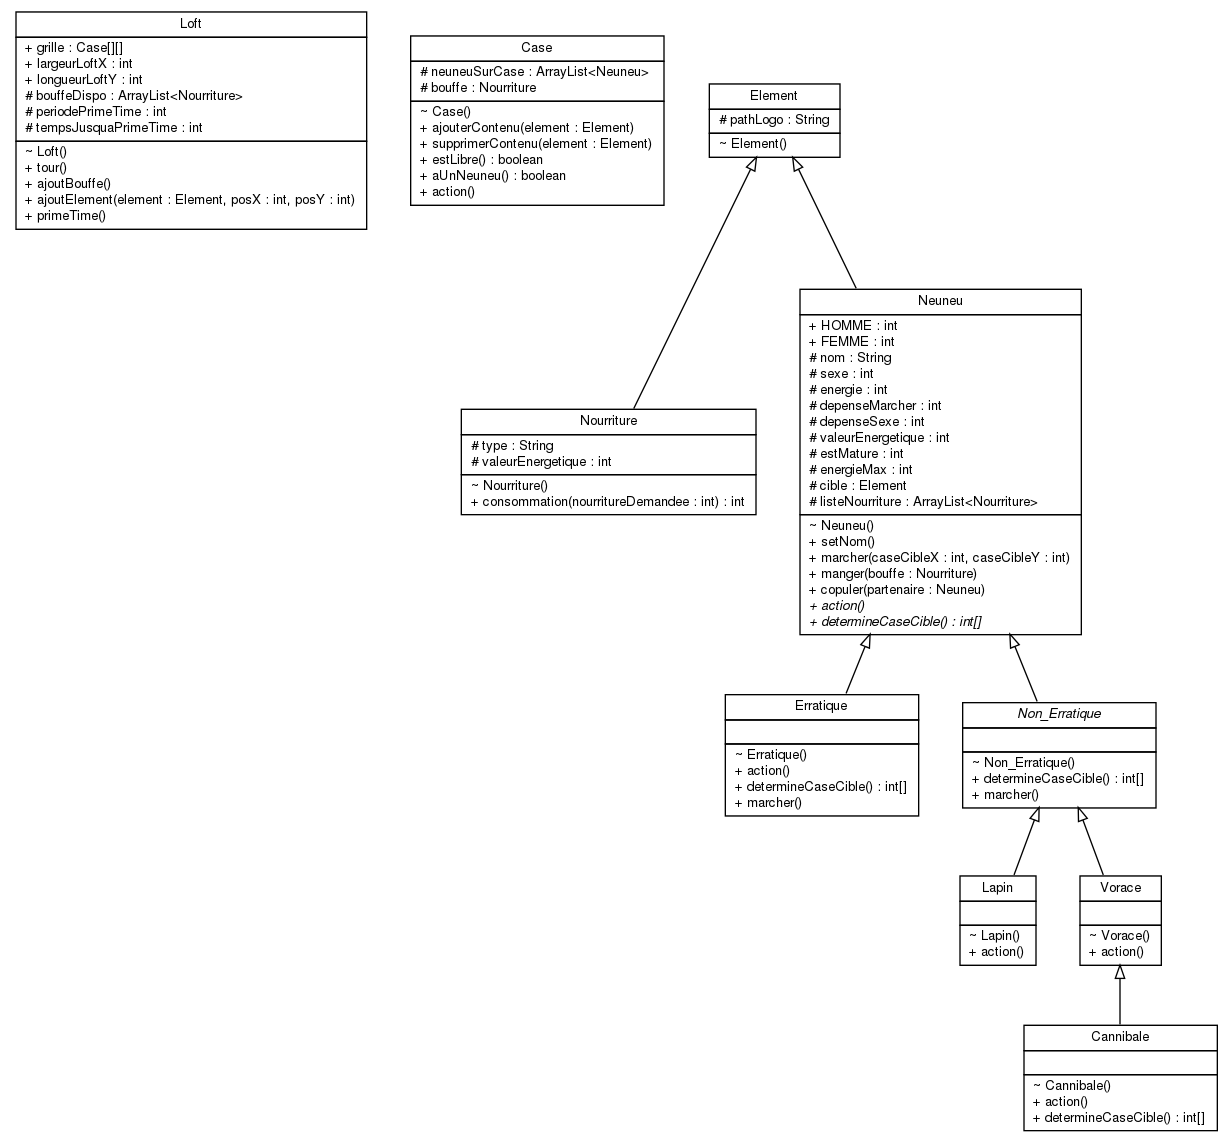 Loft
+ grille : Case[][]
+ largeurLoftX : int
+ longueurLoftY : int
# bouffeDispo : ArrayList<Nourriture>
# periodePrimeTime : int
# tempsJusquaPrimeTime : int
~ Loft()
+ tour()
+ ajoutBouffe()
+ ajoutElement(element : Element, posX : int, posY : int)
+ primeTime()
Case
# neuneuSurCase : ArrayList<Neuneu>
# bouffe : Nourriture
~ Case()
+ ajouterContenu(element : Element)
+ supprimerContenu(element : Element)
+ estLibre() : boolean
+ aUnNeuneu() : boolean
+ action()
Element
# pathLogo : String
~ Element()
Nourriture
# type : String
# valeurEnergetique : int
~ Nourriture()
+ consommation(nourritureDemandee : int) : int
Neuneu
+ HOMME : int
+ FEMME : int
# nom : String
# sexe : int
# energie : int
# depenseMarcher : int
# depenseSexe : int
# valeurEnergetique : int
# estMature : int
# energieMax : int
# cible : Element
# listeNourriture : ArrayList<Nourriture>
~ Neuneu()
+ setNom()
+ marcher(caseCibleX : int, caseCibleY : int)
+ manger(bouffe : Nourriture)
+ copuler(partenaire : Neuneu)
+ action()
+ determineCaseCible() : int[]
Erratique
~ Erratique()
+ action()
+ determineCaseCible() : int[]
+ marcher()
Non_Erratique
~ Non_Erratique()
+ determineCaseCible() : int[]
+ marcher()
Lapin
~ Lapin()
+ action()
Vorace
~ Vorace()
+ action()
Cannibale
~ Cannibale()
+ action()
+ determineCaseCible() : int[]